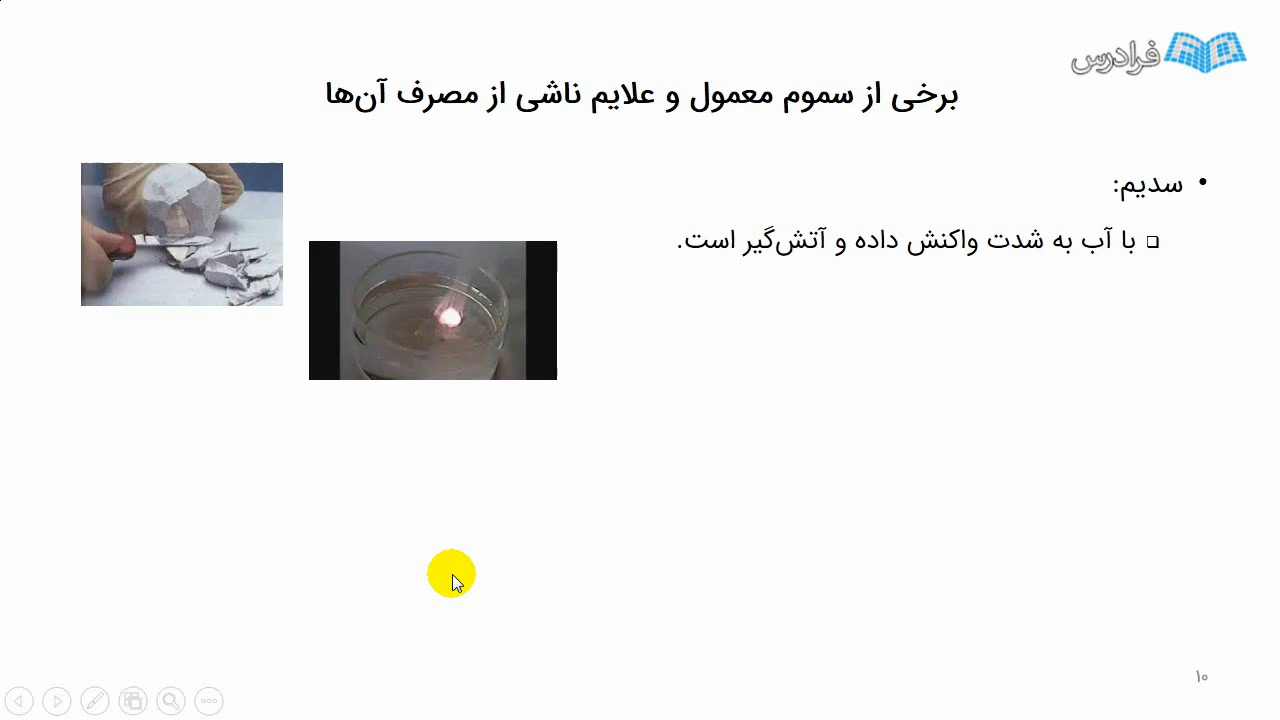 فرادرس
برخی از سموم معمول و علایم ناشی از مصرف آن‌ها
• سدیم:
❑ با آب به شدت واکنش داده و آتش‌گیر است.
۱۰